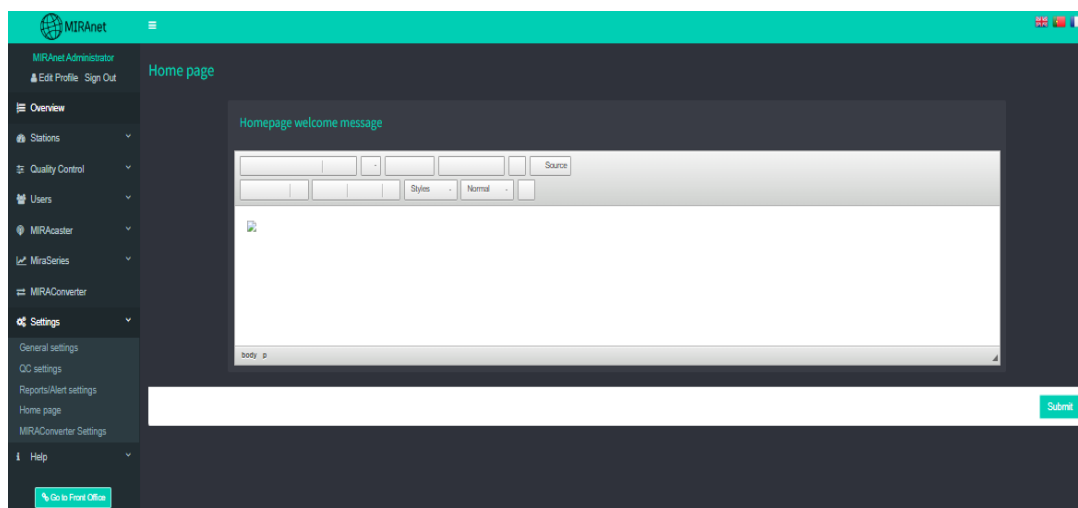 MIRAnet
MIRAnet Administrator
Edit Profile Sign Out
Home page
Overview
Stations
Quality Control
Users
MIRAcaster
MiraSeries
MIRAConverter
Settings
General settings
QC settings
Reports/Alert settings
Home page
MIRAConverter Settings
Help
Go to Front Office
Homepage welcome message
Source
Styles Normal
body p
Submit